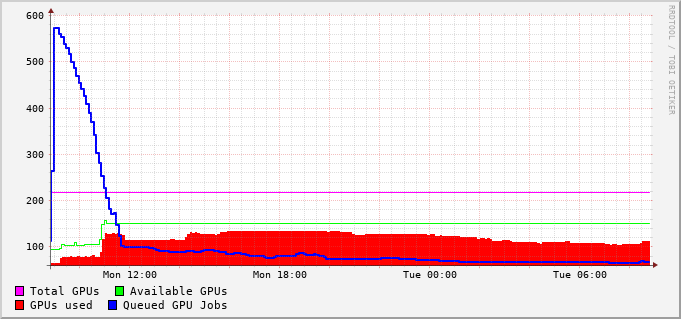 600
500
400
300
200
100
Mon 12:00 Mon 18:00 Tue 00:00 Tue 06:00
Total GPUs Available GPUs
GPUs used Queued GPU Jobs
RRDTOOL / TOBI OETIKER